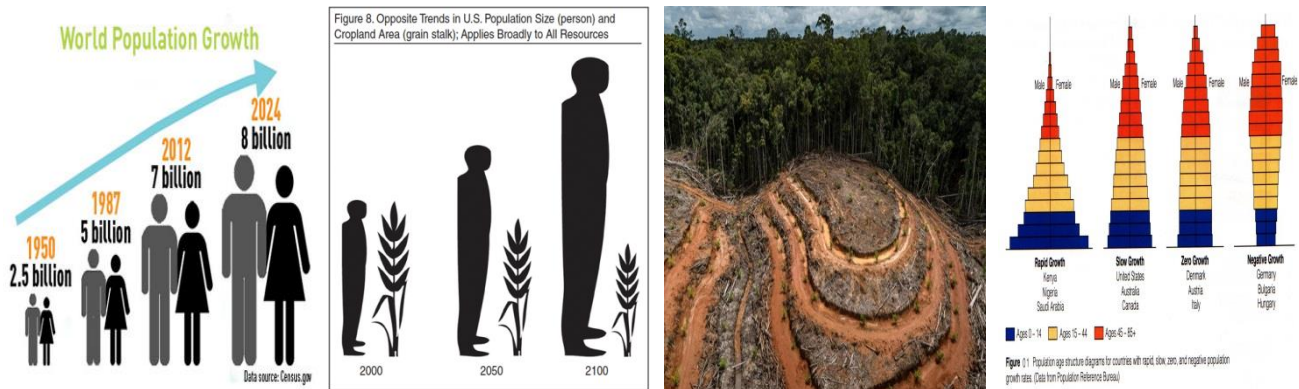 World Population Growth
2024
8 billion
2012
7 billion
1987
5 billion
1950
2.5 billion
Data source: Census.gov
Figure 8. Opposite Trends in U.S. Population Size (person) and
Cropland Area (grain stalk); Applies Broadly to All Resources
2000
2050
2100
Male
Female
Male
Female
Male
Female
Male
Female
Rapid Growth
Kenya
Nigeria
Saudi Arabia
Slow Growth
United States
Australia
Canada
Zero Growth
Denmark
Austria
Italy
Negative Growth
Germany
Bulgaria
Hungary
Ages 0 - 14
Ages 15 - 44
Ages 45 - 85+
Figure 0.1 Population age structure diagrams for countries with rapid, slow, zero, and negative population
growth rates. (Data from Population Reference Bureau)